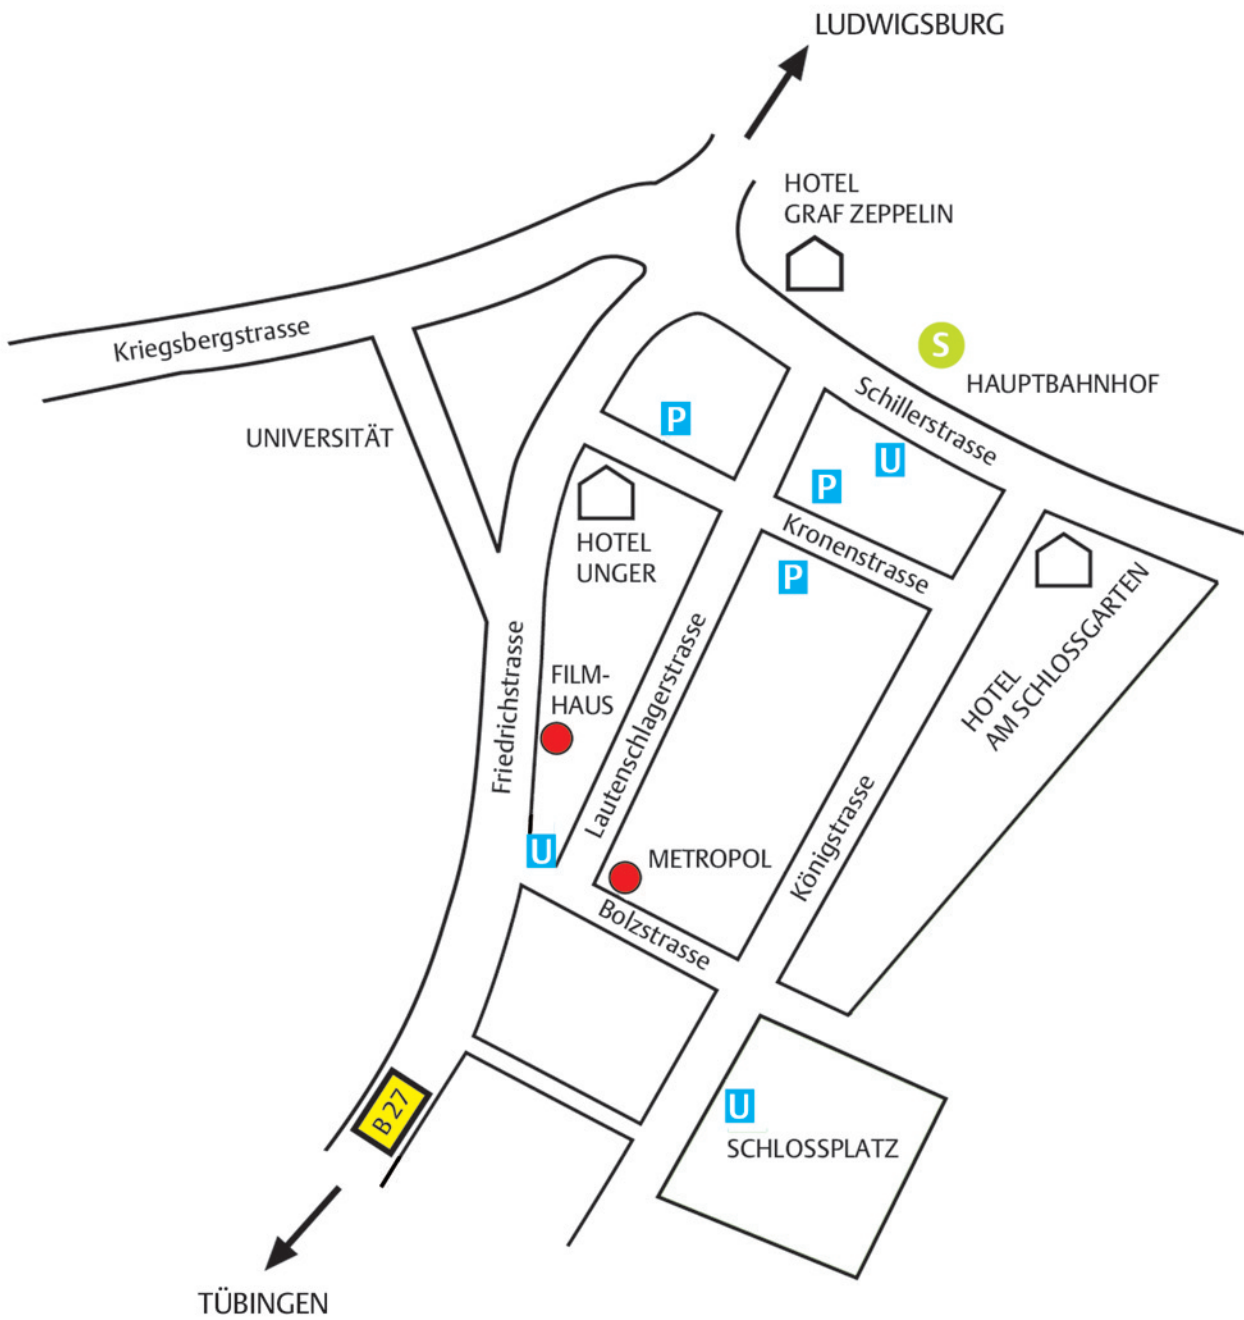 LUDWIGSBURG
HOTEL
GRAF ZEPPELIN
S
HAUPTBAHNHOF
Kriegsbergstrasse
UNIVERSITÄT
Schillerstrasse
P
U
P
Kronenstrasse
P
HOTEL
UNGER
HOTEL
AM SCHLOSSGARTEN
Friedrichstrasse
FILM-
HAUS
Lautenschlagerstrasse
Königstrasse
U
METROPOL
Bolzstrasse
B 27
U
SCHLOSSPLATZ
TÜBINGEN